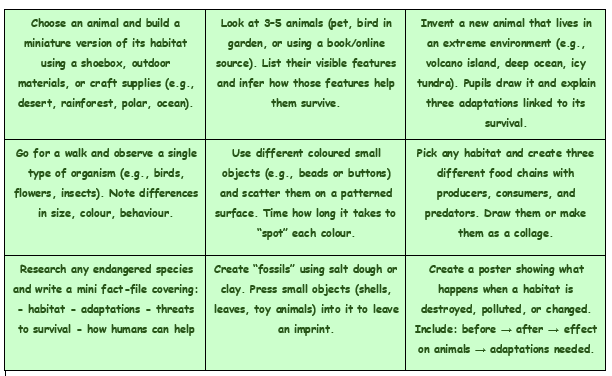 Choose an animal and build a
miniature version of its habitat
using a shoebox, outdoor
materials, or craft supplies (e.g.,
desert, rainforest, polar, ocean).
Look at 3–5 animals (pet, bird in
garden, or using a book/online
source). List their visible features
and infer how those features help
them survive.
Invent a new animal that lives in
an extreme environment (e.g.,
volcano island, deep ocean, icy
tundra). Pupils draw it and explain
three adaptations linked to its
survival.
Go for a walk and observe a single
type of organism (e.g., birds,
flowers, insects). Note differences
in size, colour, behaviour.
Use different coloured small
objects (e.g., beads or buttons)
and scatter them on a patterned
surface. Time how long it takes to
“spot” each colour.
Pick any habitat and create three
different food chains with
producers, consumers, and
predators. Draw them or make
them as a collage.
Research any endangered species
and write a mini fact-file covering:
- habitat - adaptations - threats
to survival - how humans can help
Create “fossils” using salt dough or
clay. Press small objects (shells,
leaves, toy animals) into it to leave
an imprint.
Create a poster showing what
happens when a habitat is
destroyed, polluted, or changed.
Include: before → after → effect
on animals → adaptations needed.